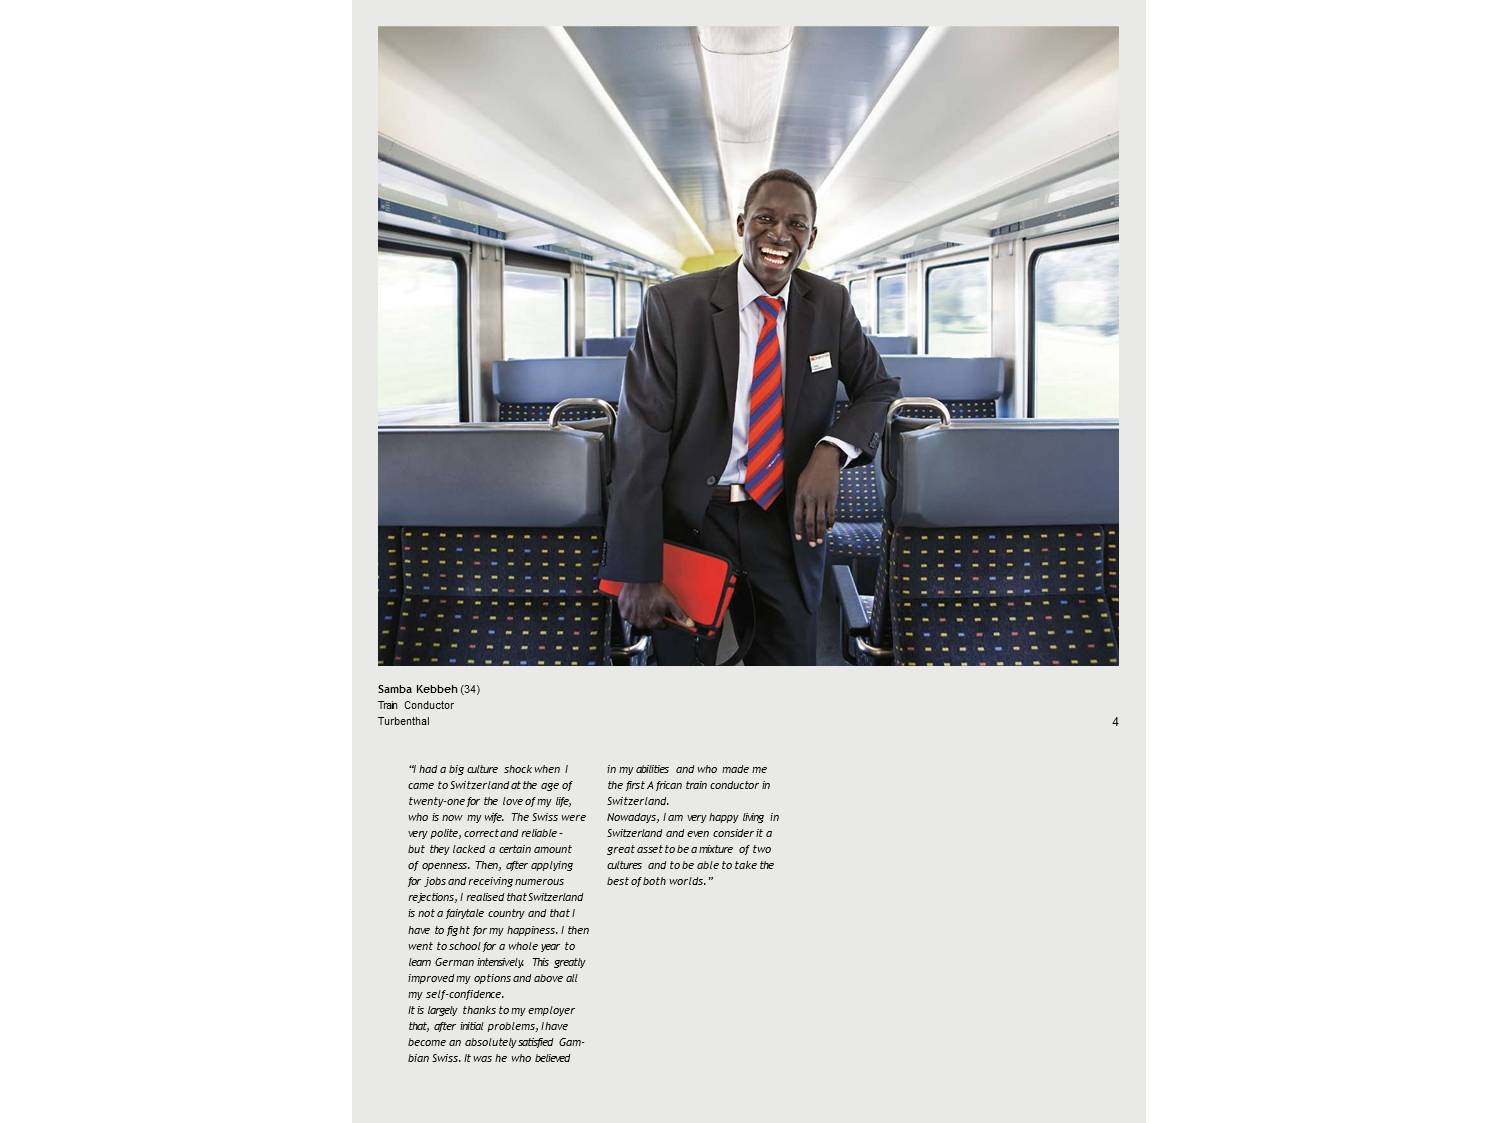 Samba Kebbeh (34)
Train Conductor
Turbenthal
4
“I had a big culture shock when I
came to Switzerland at the age of
twenty-one for the love of my life,
who is now my wife. The Swiss were
very polite, correct and reliable –
but they lacked a certain amount
of openness. Then, after applying
for jobs and receiving numerous
rejections, I realised that Switzerland
is not a fairytale country and that I
have to fight for my happiness. I then
went to school for a whole year to
learn German intensively. This greatly
improved my options and above all
my self-confidence.
It is largely thanks to my employer
that, after initial problems, I have
become an absolutely satisfied Gam-
bian Swiss. It was he who believed
in my abilities and who made me
the first African train conductor in
Switzerland.
Nowadays, I am very happy living in
Switzerland and even consider it a
great asset to be a mixture of two
cultures and to be able to take the
best of both worlds.”